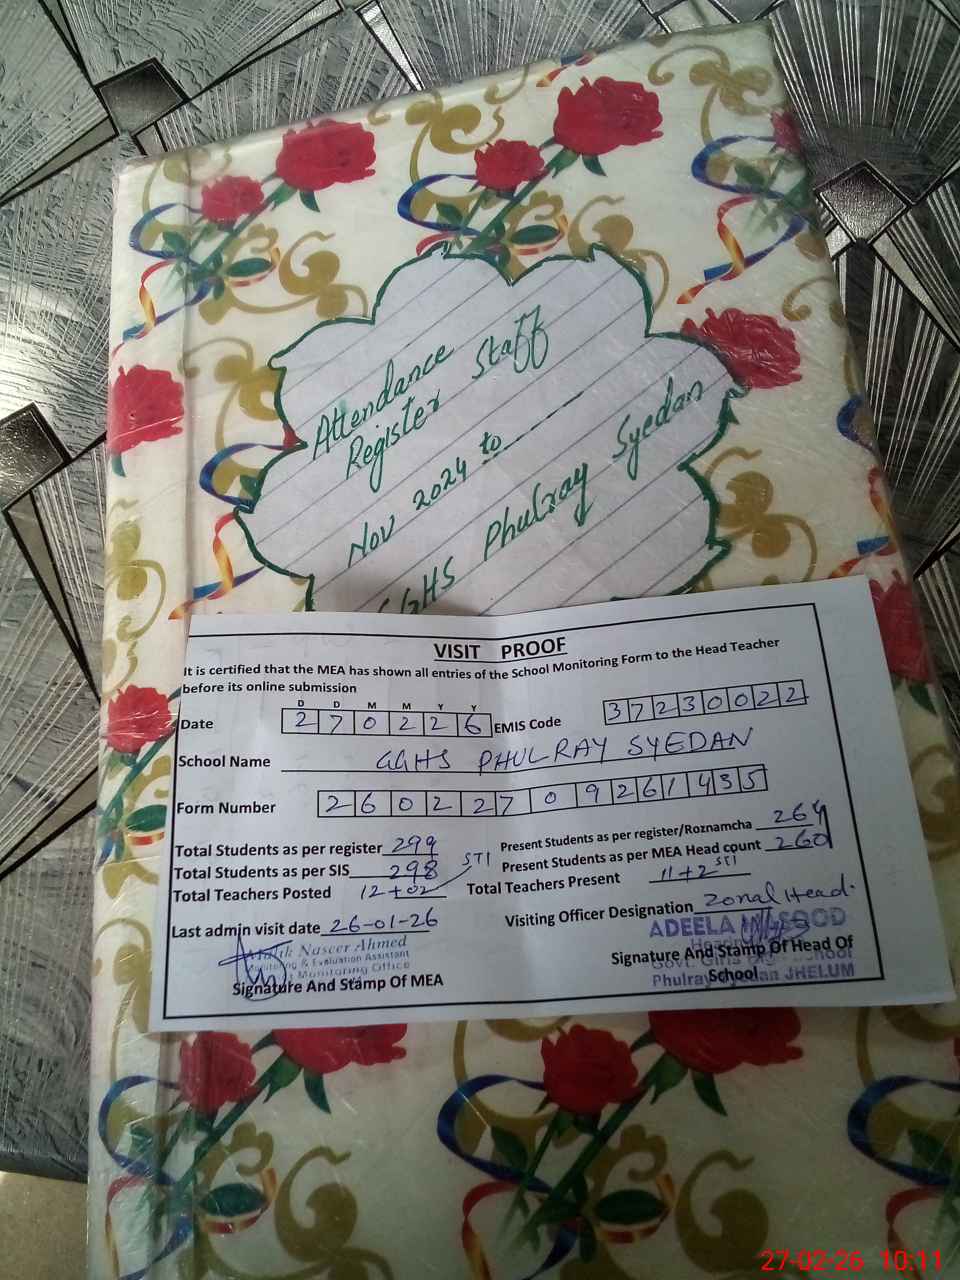 Attendance
Register Staff
Nov 2024 to
GGHS Phulray Syedan
VISIT PROOF
It is certified that the MEA has shown all entries of the School Monitoring Form to the Head Teacher
before its online submission
D D M M Y Y
Date 2 7 0 2 2 6 EMIS Code 3 7 2 3 0 0 2 2
School Name GGHS PHULRAY SYEDAN
Form Number 2 6 0 2 2 7 0 9 2 6 1 4 3 5
Total Students as per register 299 Present Students as per register/Roznamcha 264
Total Students as per SIS 298 Present Students as per MEA Head count 260
Total Teachers Posted 12+02 STI Total Teachers Present 11+2 STI
Last admin visit date 26-01-26 Visiting Officer Designation Zonal Head.
Malik Naseer Ahmed
Monitoring & Evaluation Assistant
Monitoring Office
Signature And Stamp Of MEA
ADEELA
Signature And Stamp Of Head Of
School
Govt. Girls School
Phulray Syedan JHELUM
27-02-26 10:11